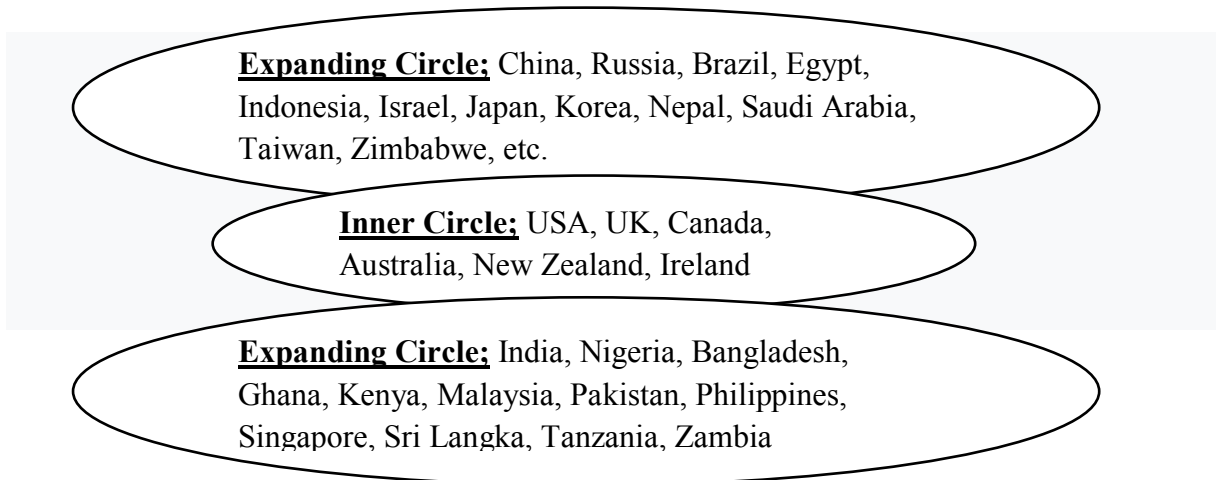 Expanding Circle; China, Russia, Brazil, Egypt,
Indonesia, Israel, Japan, Korea, Nepal, Saudi Arabia,
Taiwan, Zimbabwe, etc.
Inner Circle; USA, UK, Canada,
Australia, New Zealand, Ireland
Expanding Circle; India, Nigeria, Bangladesh,
Ghana, Kenya, Malaysia, Pakistan, Philippines,
Singapore, Sri Langka, Tanzania, Zambia